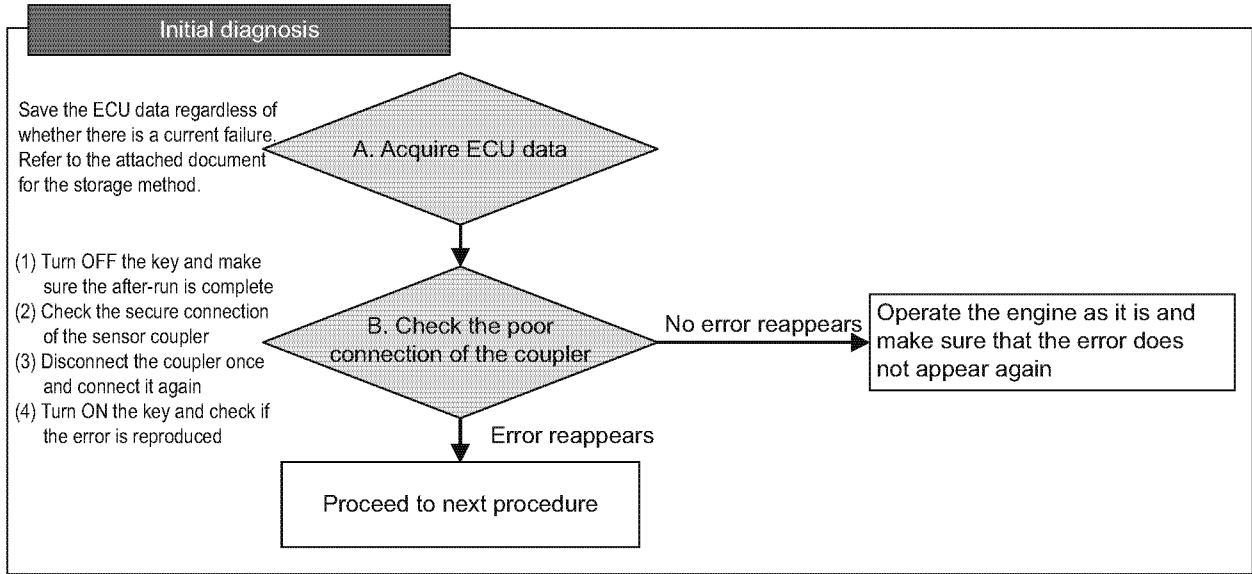 Initial diagnosis
Save the ECU data regardless of
whether there is a current failure.
Refer to the attached document
for the storage method.
A. Acquire ECU data
(1) Turn OFF the key and make
sure the after-run is complete
(2) Check the secure connection
of the sensor coupler
(3) Disconnect the coupler once
and connect it again
(4) Turn ON the key and check if
the error is reproduced
B. Check the poor
connection of the coupler
No error reappears
Operate the engine as it is and
make sure that the error does
not appear again
Error reappears
Proceed to next procedure